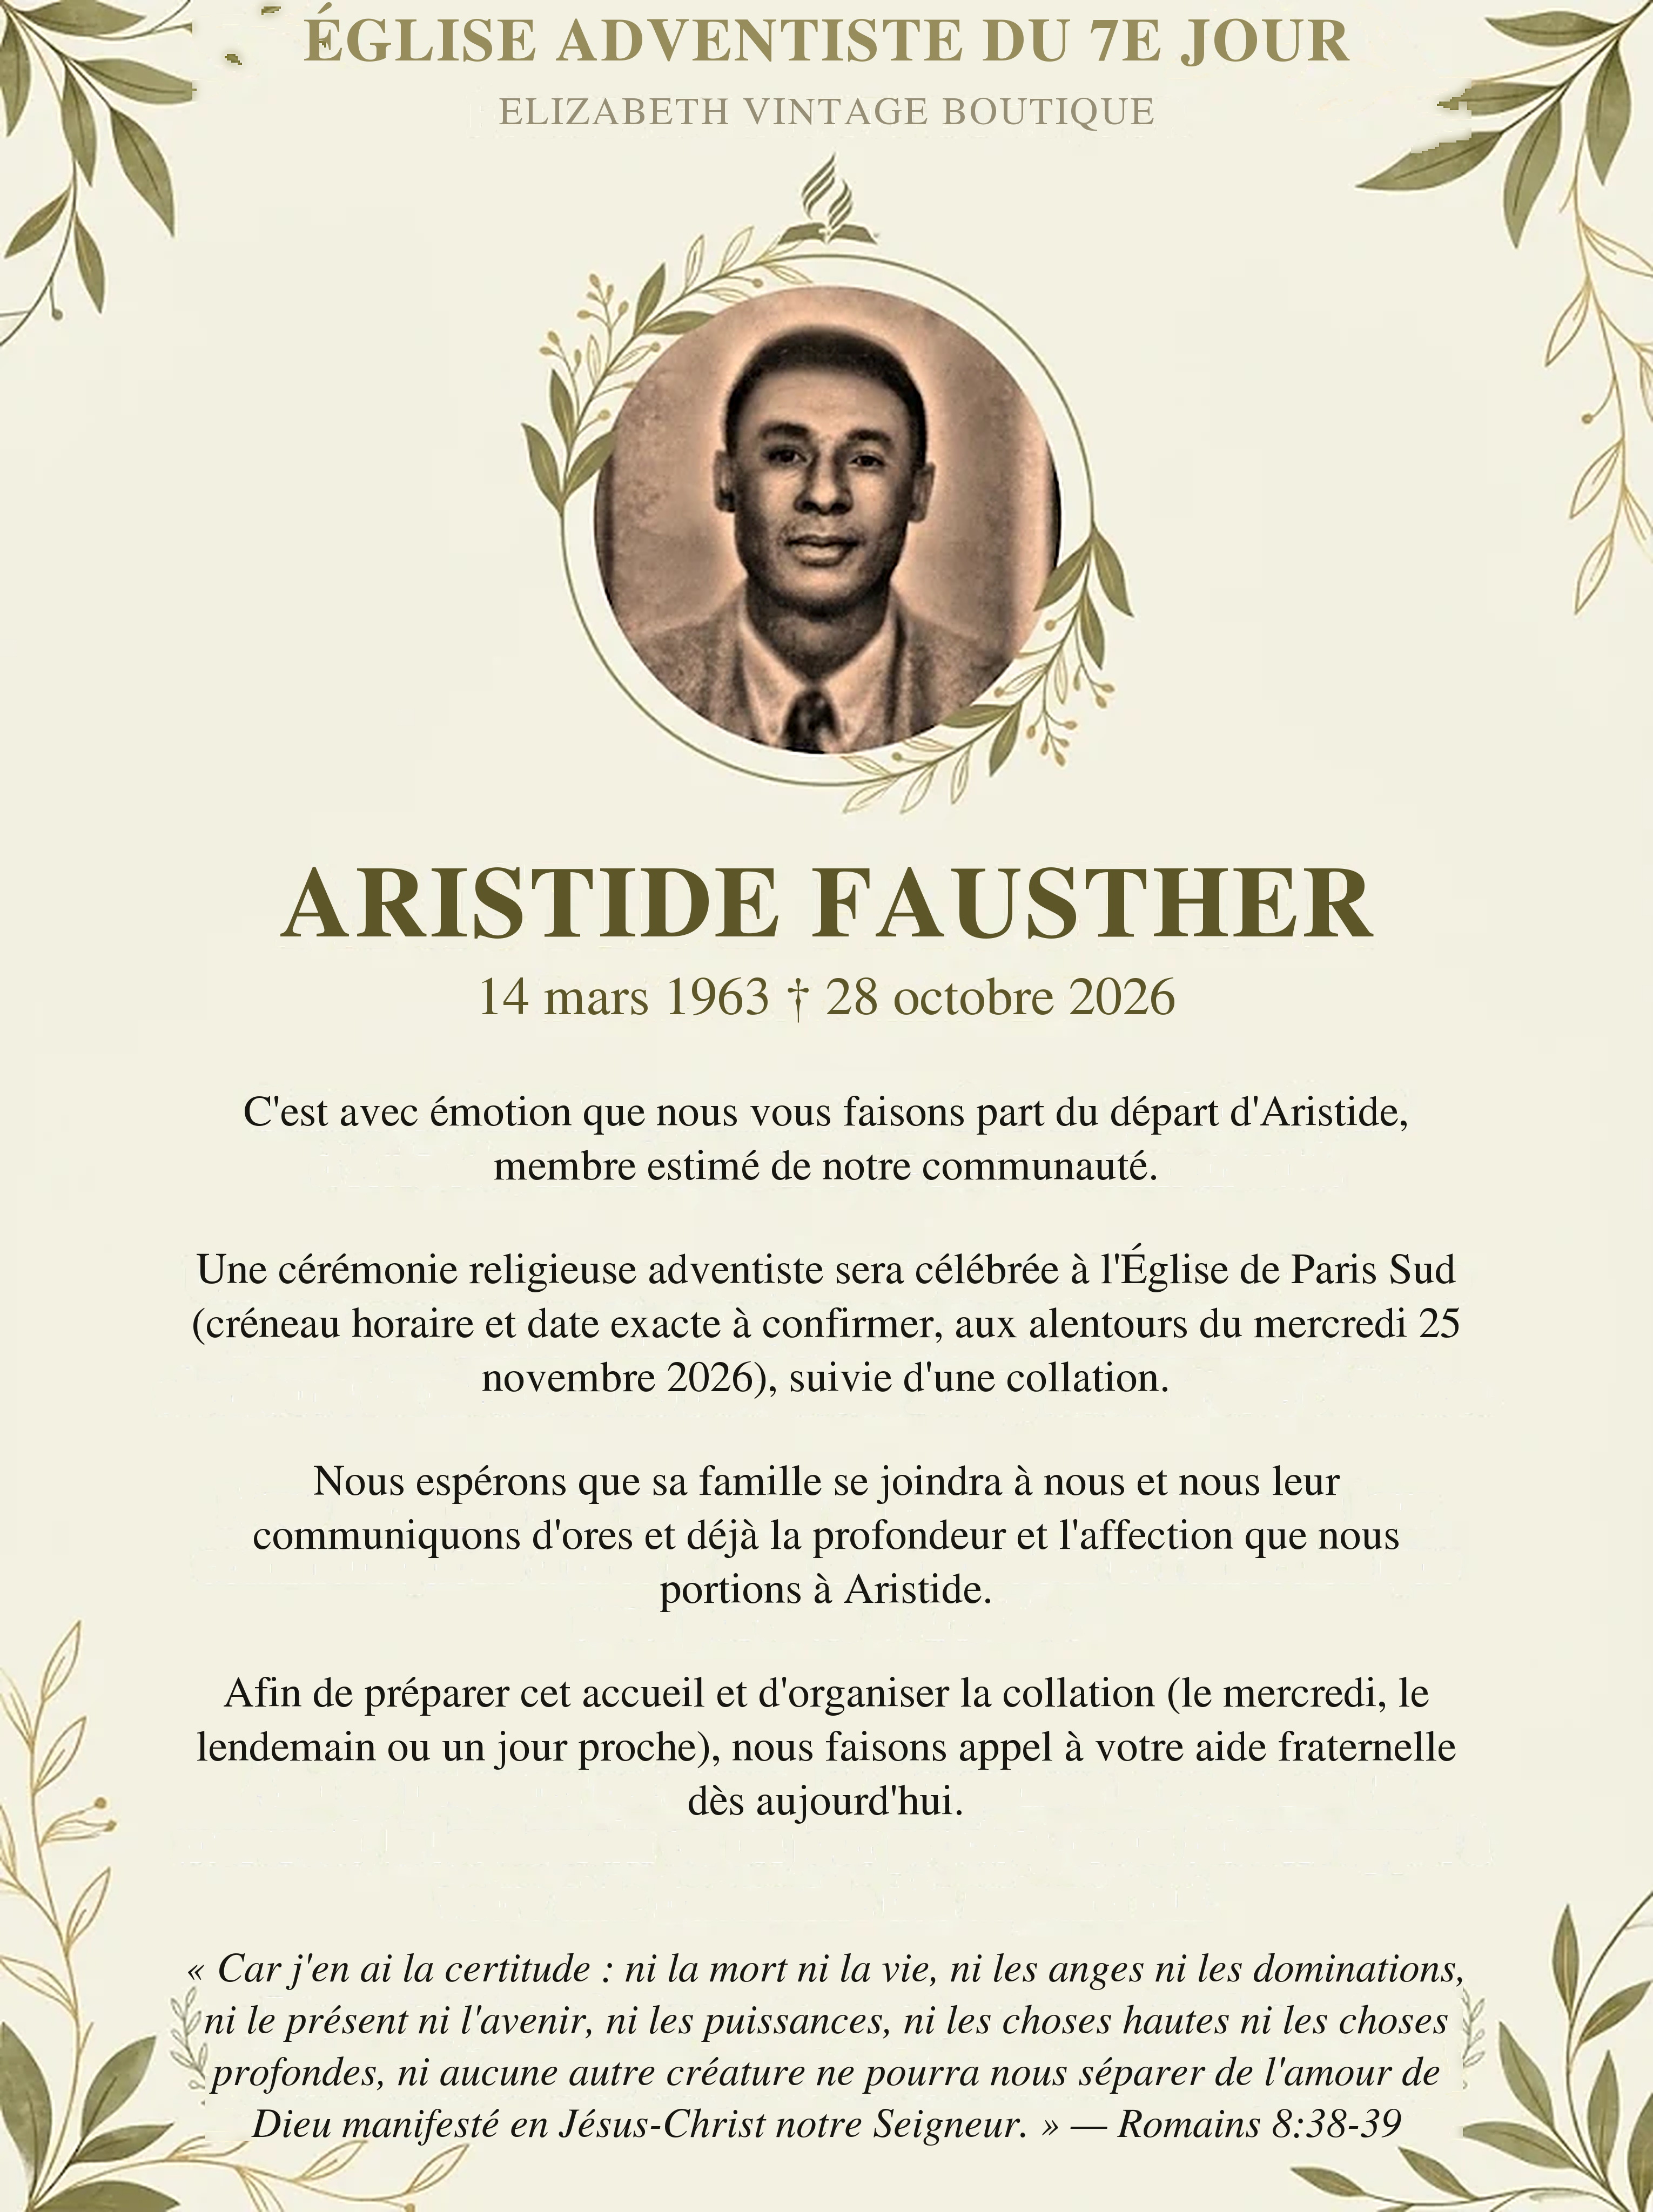 ÉGLISE ADVENTISTE DU 7E JOUR
ELIZABETH VINTAGE BOUTIQUE
ARISTIDE FAUSTHER
14 mars 1963 † 28 octobre 2026
C'est avec émotion que nous vous faisons part du départ d'Aristide,
membre estimé de notre communauté.
Une cérémonie religieuse adventiste sera célébrée à l'Église de Paris Sud
(créneau horaire et date exacte à confirmer, aux alentours du mercredi 25
novembre 2026), suivie d'une collation.
Nous espérons que sa famille se joindra à nous et nous leur
communiquons d'ores et déjà la profondeur et l'affection que nous
portions à Aristide.
Afin de préparer cet accueil et d'organiser la collation (le mercredi, le
lendemain ou un jour proche), nous faisons appel à votre aide fraternelle
dès aujourd'hui.
« Car j'en ai la certitude : ni la mort ni la vie, ni les anges ni les dominations,
ni le présent ni l'avenir, ni les puissances, ni les choses hautes ni les choses
profondes, ni aucune autre créature ne pourra nous séparer de l'amour de
Dieu manifesté en Jésus-Christ notre Seigneur. » — Romains 8:38-39